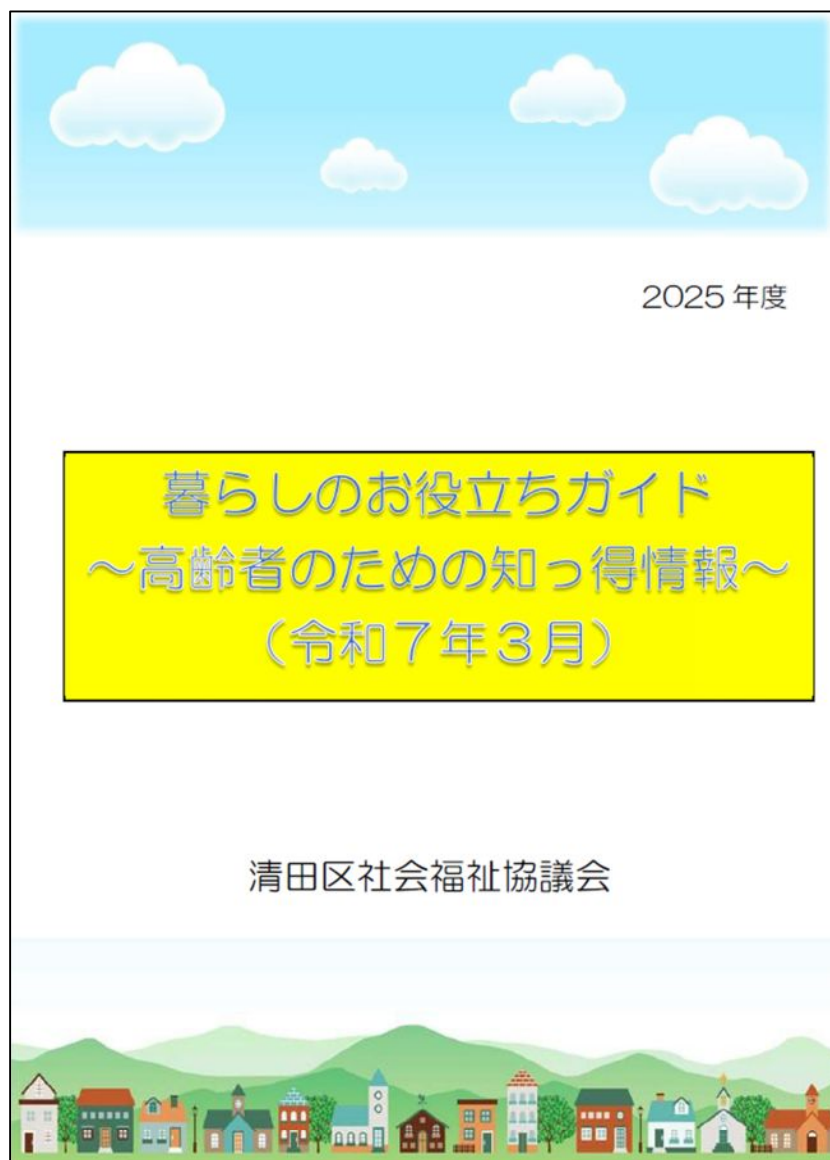 2025年度
暮らしのお役立ちガイド
～高齢者のための知っ得情報～
（令和７年３月）
清田区社会福祉協議会